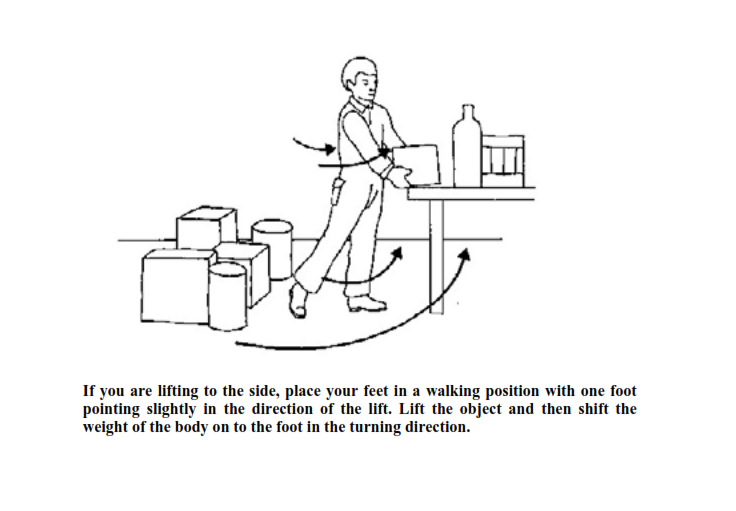 If you are lifting to the side, place your feet in a walking position with one foot
pointing slightly in the direction of the lift. Lift the object and then shift the
weight of the body on to the foot in the turning direction.